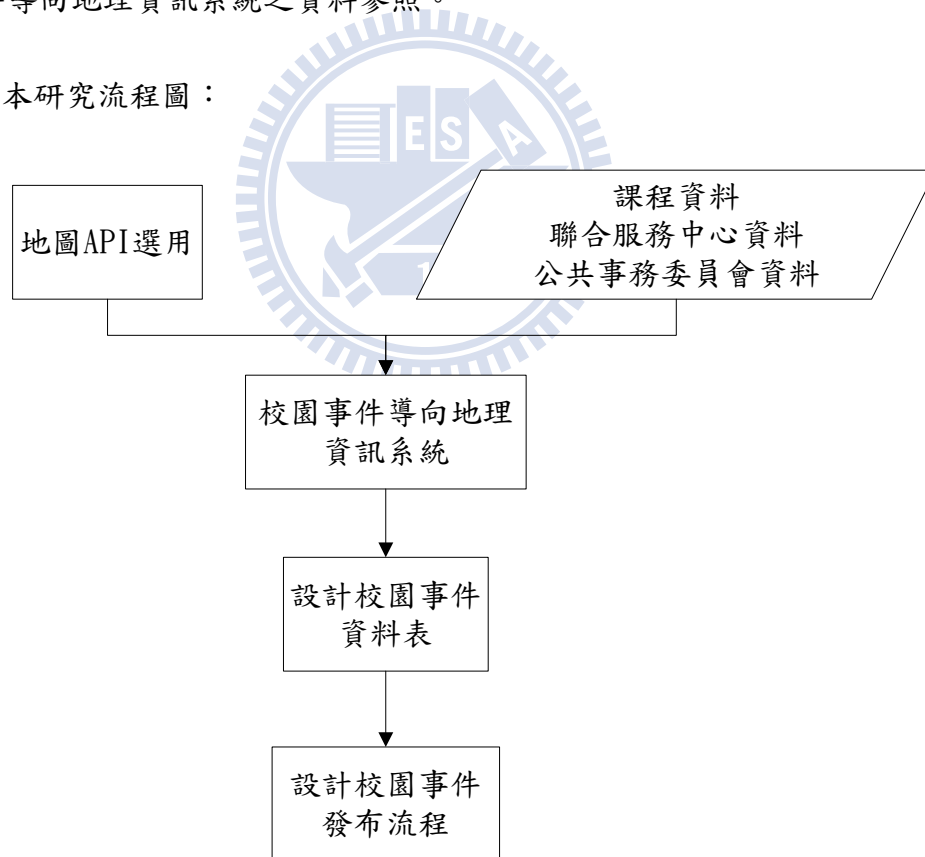 等向地理資訊系統之資料參照。
本研究流程圖：
ES
A
地圖API選用
課程資料
聯合服務中心資料
公共事務委員會資料
1
校園事件導向地理
資訊系統
設計校園事件
資料表
設計校園事件
發布流程